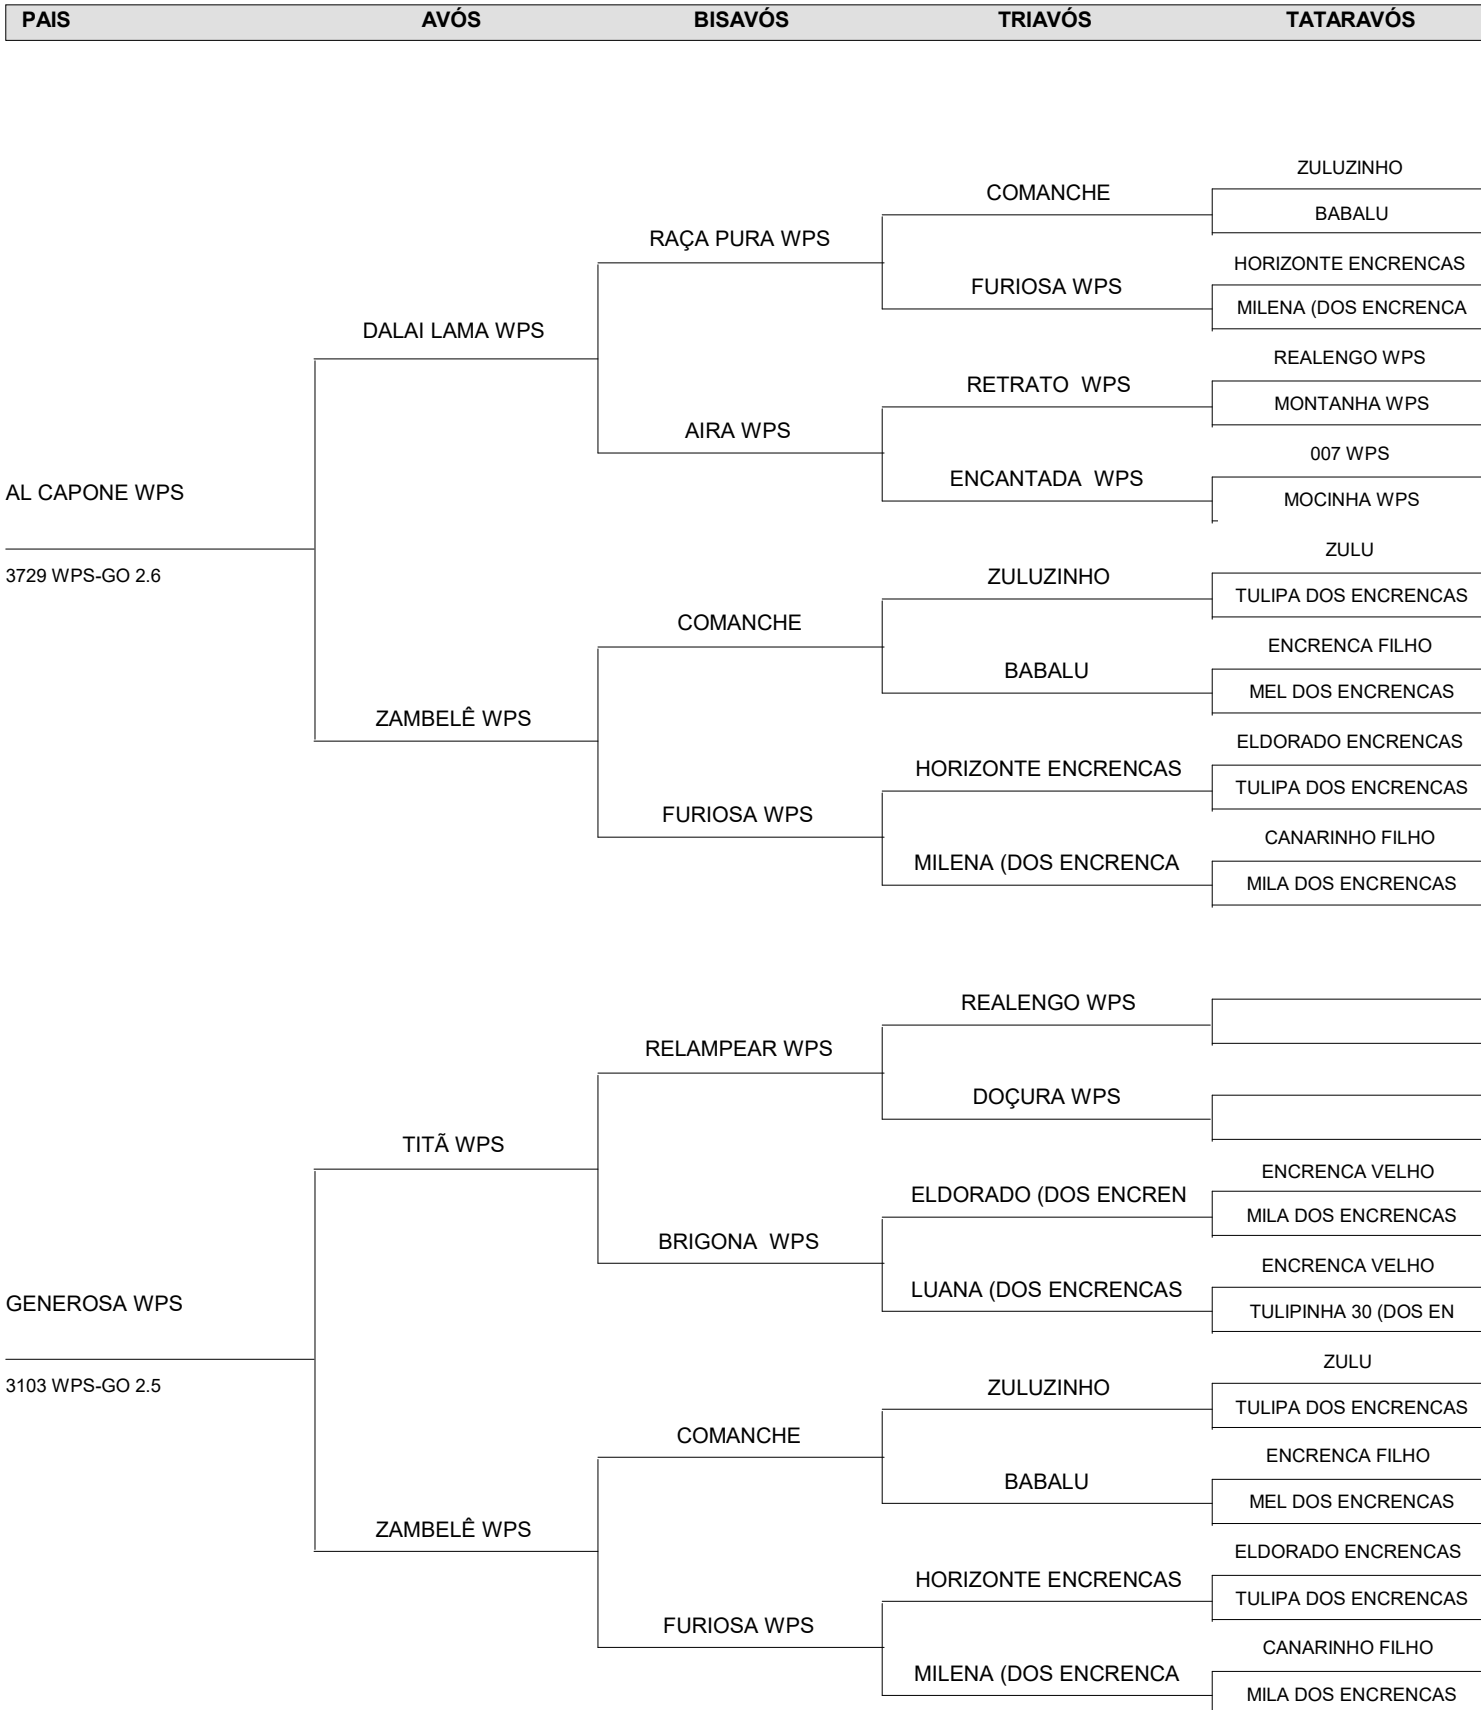 PAIS AVÓS BISAVÓS TRIAVÓS TATARAVÓS
ZULUZINHO
COMANCHE
BABALU
RAÇA PURA WPS
HORIZONTE ENCRENCAS
FURIOSA WPS
MILENA (DOS ENCRENCA
DALAI LAMA WPS
REALENGO WPS
RETRATO WPS
MONTANHA WPS
AIRA WPS
007 WPS
ENCANTADA WPS
MOCINHA WPS
AL CAPONE WPS
3729 WPS-GO 2.6
ZULU
ZULUZINHO
TULIPA DOS ENCRENCAS
COMANCHE
ENCRENCA FILHO
BABALU
MEL DOS ENCRENCAS
ZAMBELÊ WPS
ELDORADO ENCRENCAS
HORIZONTE ENCRENCAS
TULIPA DOS ENCRENCAS
FURIOSA WPS
CANARINHO FILHO
MILENA (DOS ENCRENCA
MILA DOS ENCRENCAS
REALENGO WPS
RELAMPEAR WPS
DOÇURA WPS
TITÃ WPS
ENCRENCA VELHO
ELDORADO (DOS ENCREN
MILA DOS ENCRENCAS
BRIGONA WPS
ENCRENCA VELHO
LUANA (DOS ENCRENCAS
TULIPINHA 30 (DOS EN
GENEROSA WPS
3103 WPS-GO 2.5
ZULU
ZULUZINHO
TULIPA DOS ENCRENCAS
COMANCHE
ENCRENCA FILHO
BABALU
MEL DOS ENCRENCAS
ZAMBELÊ WPS
ELDORADO ENCRENCAS
HORIZONTE ENCRENCAS
TULIPA DOS ENCRENCAS
FURIOSA WPS
CANARINHO FILHO
MILENA (DOS ENCRENCA
MILA DOS ENCRENCAS